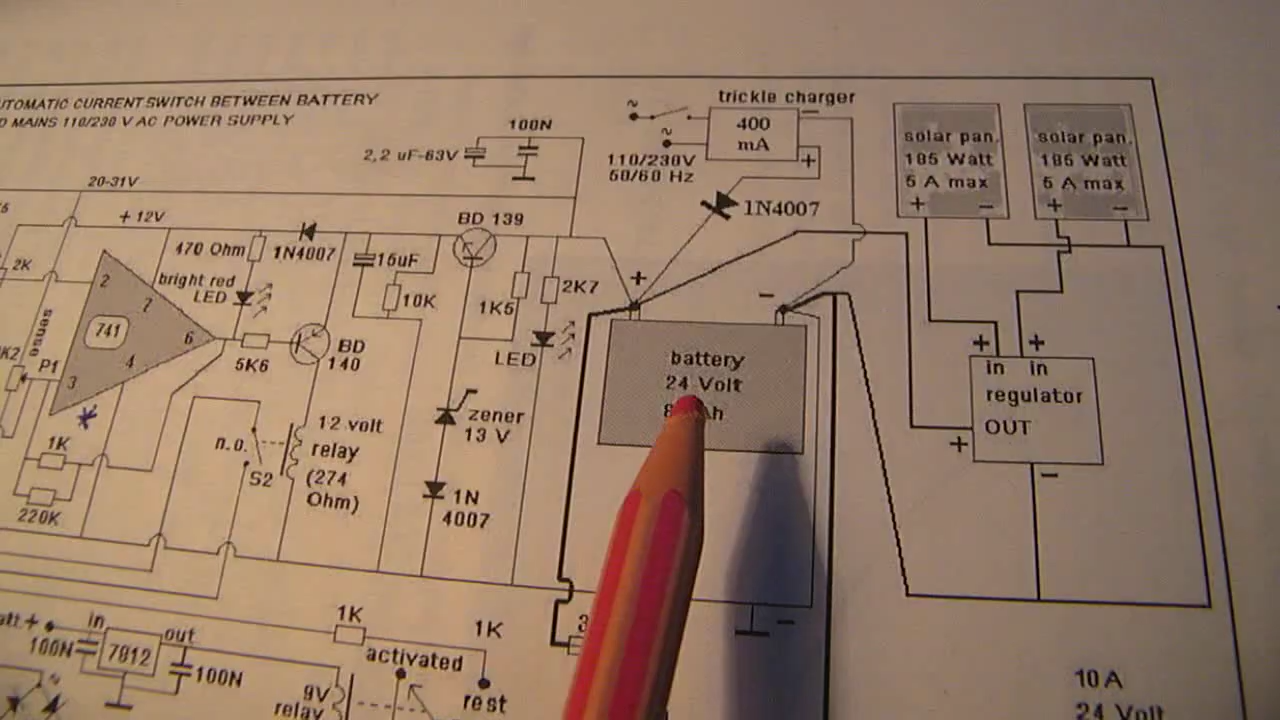 AUTOMATIC CURRENT SWITCH BETWEEN BATTERY
MAINS 110/230 V AC POWER SUPPLY
trickle charger
400
mA
~
~
+
−
110/230V
50/60 Hz
1N4007
solar pan.
185 Watt
5 A max
+ −
solar pan.
185 Watt
5 A max
+ −
100N
2,2 uF-63V
20-31V
+ 12V
2K
470 Ohm
1N4007
bright red
LED
16uF
10K
BD 139
1K5
2K7
LED
sense
P1
741
2
7
6
4
3
*
5K6
BD
140
zener
13 V
1N
4007
12 volt
relay
(274
Ohm)
n.o.
S2
1K
220K
+
−
battery
24 Volt
+ +
in in
regulator
OUT
+
−
−
+
in
out
100N
7812
100N
1K
1K
activated
rest
9V
relay
10 A
24 Volt